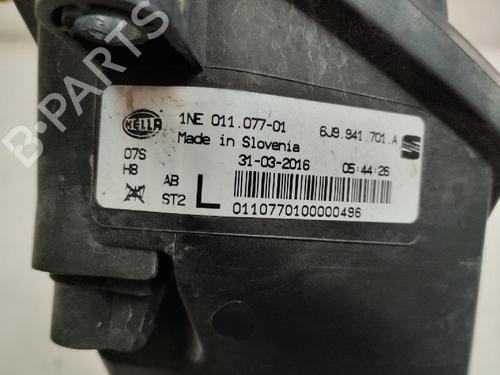 B-PARTS
HELLA
1NE 011.077-01
6J9.941.701.A
Made in Slovenia
07S
31-03-2016
05:44:26
H8
AB
ST2
L
0110770100000496